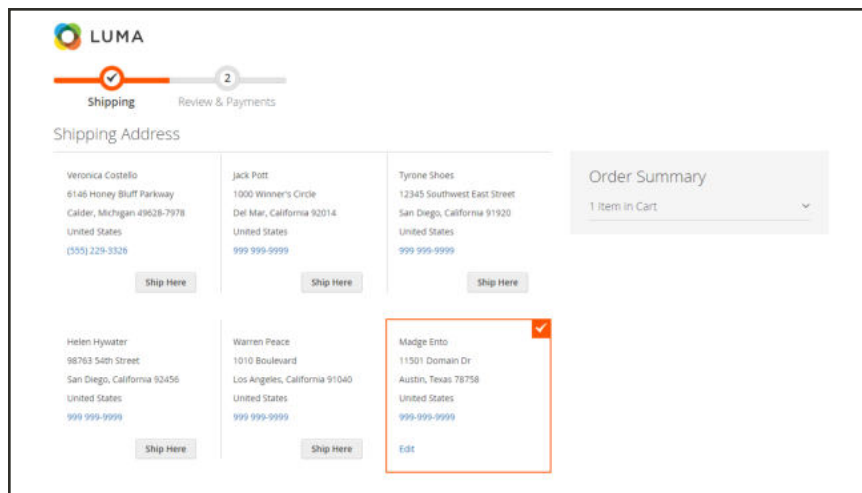 LUMA
2
Shipping
Review & Payments
Shipping Address
Veronica Costello
6146 Honey Bluff Parkway
Calder, Michigan 49628-7978
United States
(555) 229-3326
Ship Here
Jack Pott
1000 Winner's Circle
Del Mar, California 92014
United States
999 999-9999
Ship Here
Tyrone Shoes
12345 Southwest East Street
San Diego, California 91920
United States
999 999-9999
Ship Here
Helen Hywater
98763 54th Street
San Diego, California 92456
United States
999 999-9999
Ship Here
Warren Peace
1010 Boulevard
Los Angeles, California 91040
United States
999 999-9999
Ship Here
Madge Ento
11501 Domain Dr
Austin, Texas 78758
United States
999-999-9999
Edit
Order Summary
1 Item in Cart